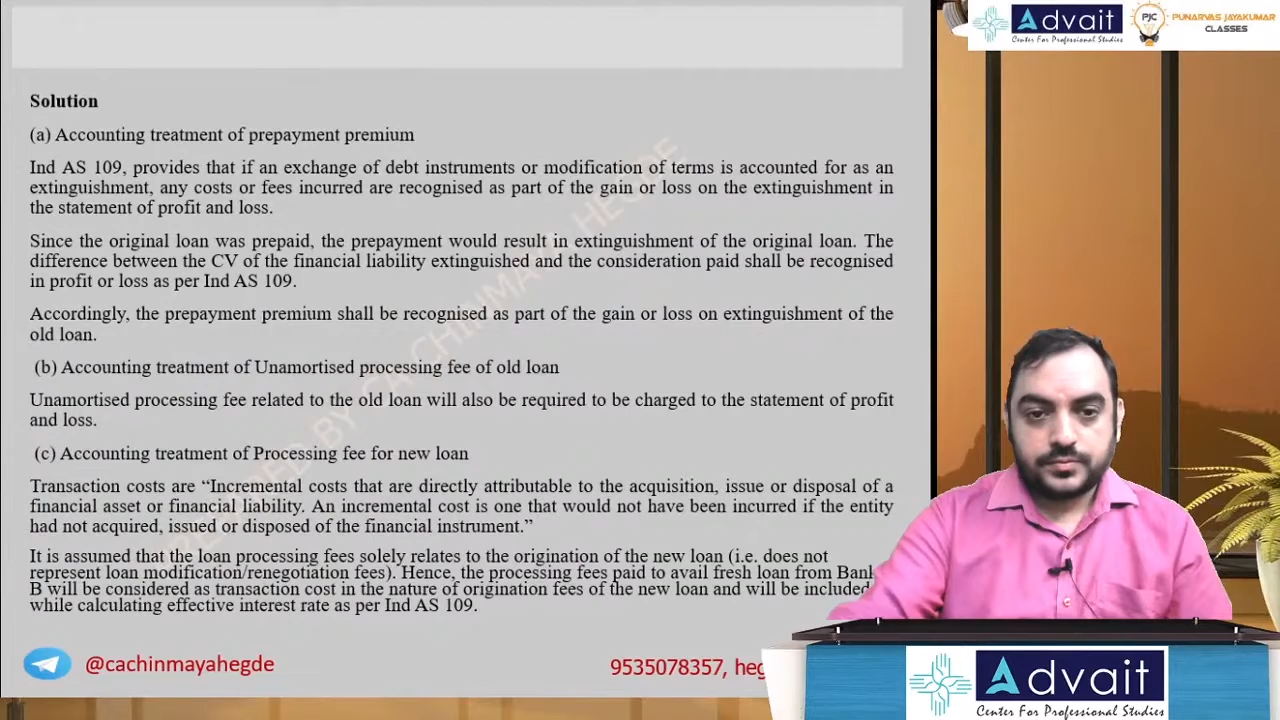 Advait
Center For Professional Studies
PJC
PUNARVAS JAYAKUMAR
CLASSES
Solution
(a) Accounting treatment of prepayment premium
Ind AS 109, provides that if an exchange of debt instruments or modification of terms is accounted for as an
extinguishment, any costs or fees incurred are recognised as part of the gain or loss on the extinguishment in
the statement of profit and loss.
Since the original loan was prepaid, the prepayment would result in extinguishment of the original loan. The
difference between the CV of the financial liability extinguished and the consideration paid shall be recognised
in profit or loss as per Ind AS 109.
Accordingly, the prepayment premium shall be recognised as part of the gain or loss on extinguishment of the
old loan.
(b) Accounting treatment of Unamortised processing fee of old loan
Unamortised processing fee related to the old loan will also be required to be charged to the statement of profit
and loss.
(c) Accounting treatment of Processing fee for new loan
Transaction costs are “Incremental costs that are directly attributable to the acquisition, issue or disposal of a
financial asset or financial liability. An incremental cost is one that would not have been incurred if the entity
had not acquired, issued or disposed of the financial instrument.”
It is assumed that the loan processing fees solely relates to the origination of the new loan (i.e. does not
represent loan modification/renegotiation fees). Hence, the processing fees paid to avail fresh loan from Bank
B will be considered as transaction cost in the nature of origination fees of the new loan and will be included
while calculating effective interest rate as per Ind AS 109.
@cachinmayahegde
9535078357, heg
Advait
Center For Professional Studies